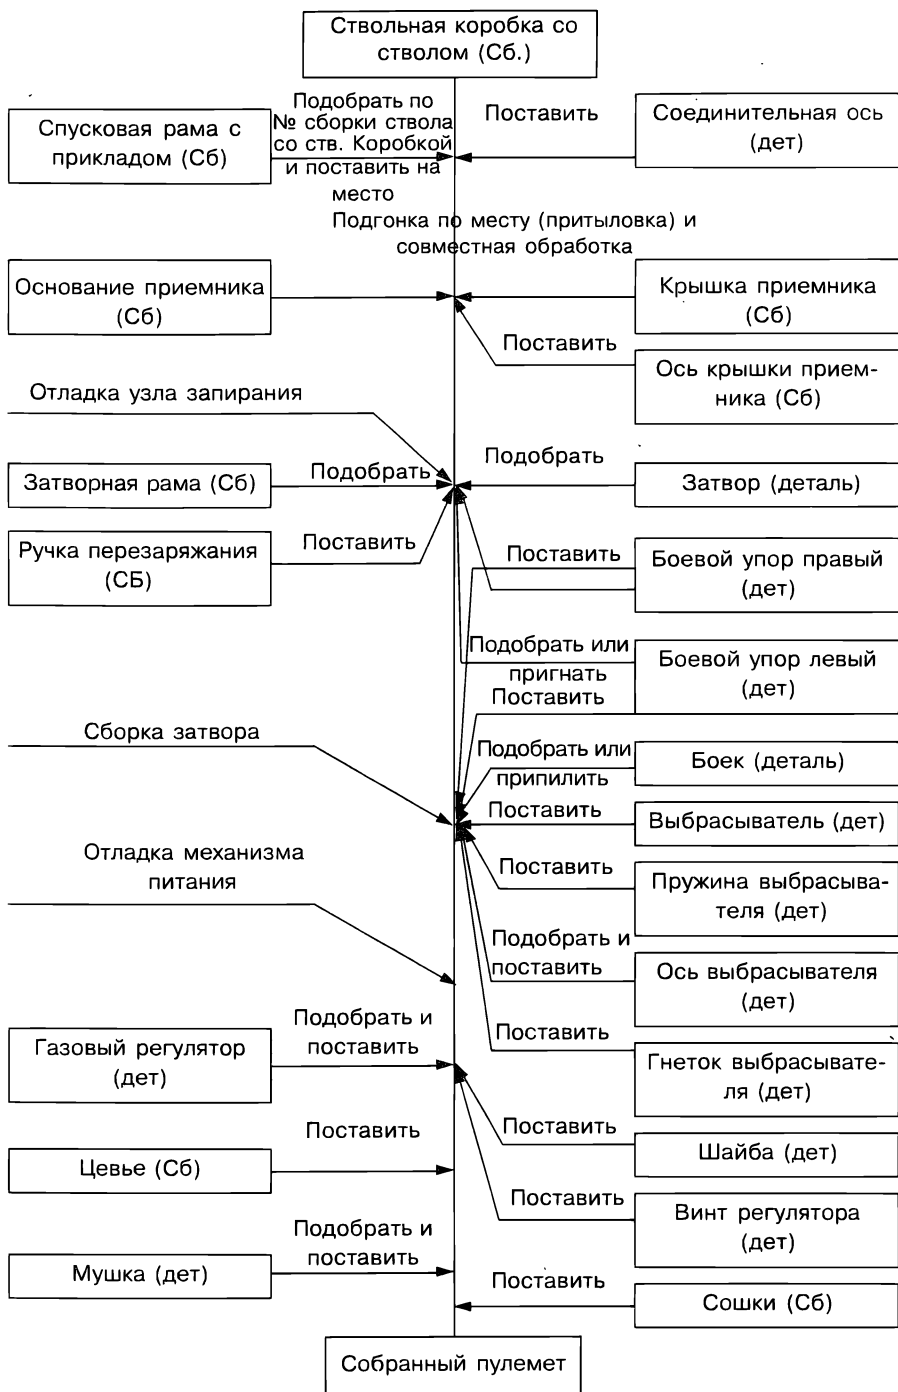 Ствольная коробка со
стволом (Сб.)
Спусковая рама с
прикладом (Сб)
Подобрать по
№ сборки ствола
со ств. Коробкой
и поставить на
место
Поставить
Соединительная ось
(дет)
Подгонка по месту (притыловка) и
совместная обработка
Основание приемника
(Сб)
Крышка приемника
(Сб)
Поставить
Ось крышки прием-
ника (Сб)
Отладка узла запирания
Затворная рама (Сб)
Подобрать
Подобрать
Затвор (деталь)
Ручка перезаряжания
(СБ)
Поставить
Поставить
Боевой упор правый
(дет)
Подобрать или
пригнать
Боевой упор левый
(дет)
Поставить
Сборка затвора
Подобрать или
припилить
Боек (деталь)
Поставить
Выбрасыватель (дет)
Отладка механизма
питания
Поставить
Пружина выбрасыва-
теля (дет)
Подобрать и
поставить
Ось выбрасывателя
(дет)
Газовый регулятор
(дет)
Подобрать и
поставить
Поставить
Гнеток выбрасывате-
ля (дет)
Поставить
Шайба (дет)
Цевье (Сб)
Поставить
Поставить
Винт регулятора
(дет)
Мушка (дет)
Подобрать и
поставить
Поставить
Сошки (Сб)
Собранный пулемет